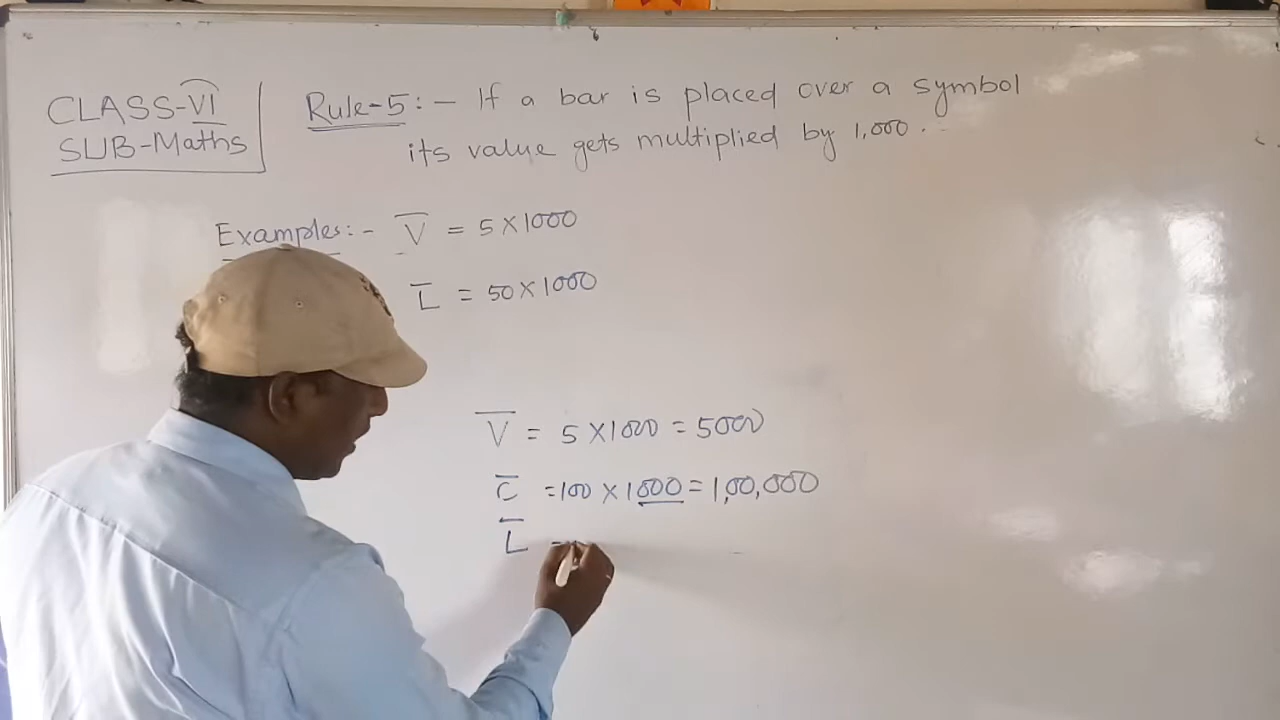 CLASS-VI
SUB-Maths
Rule-5:- If a bar is placed over a symbol
its value gets multiplied by 1,000.
Examples:- V̅ = 5×1000
L̅ = 50×1000
V̅ = 5×1000 = 5000
C̅ =100×1000=1,00,000
L̅ =